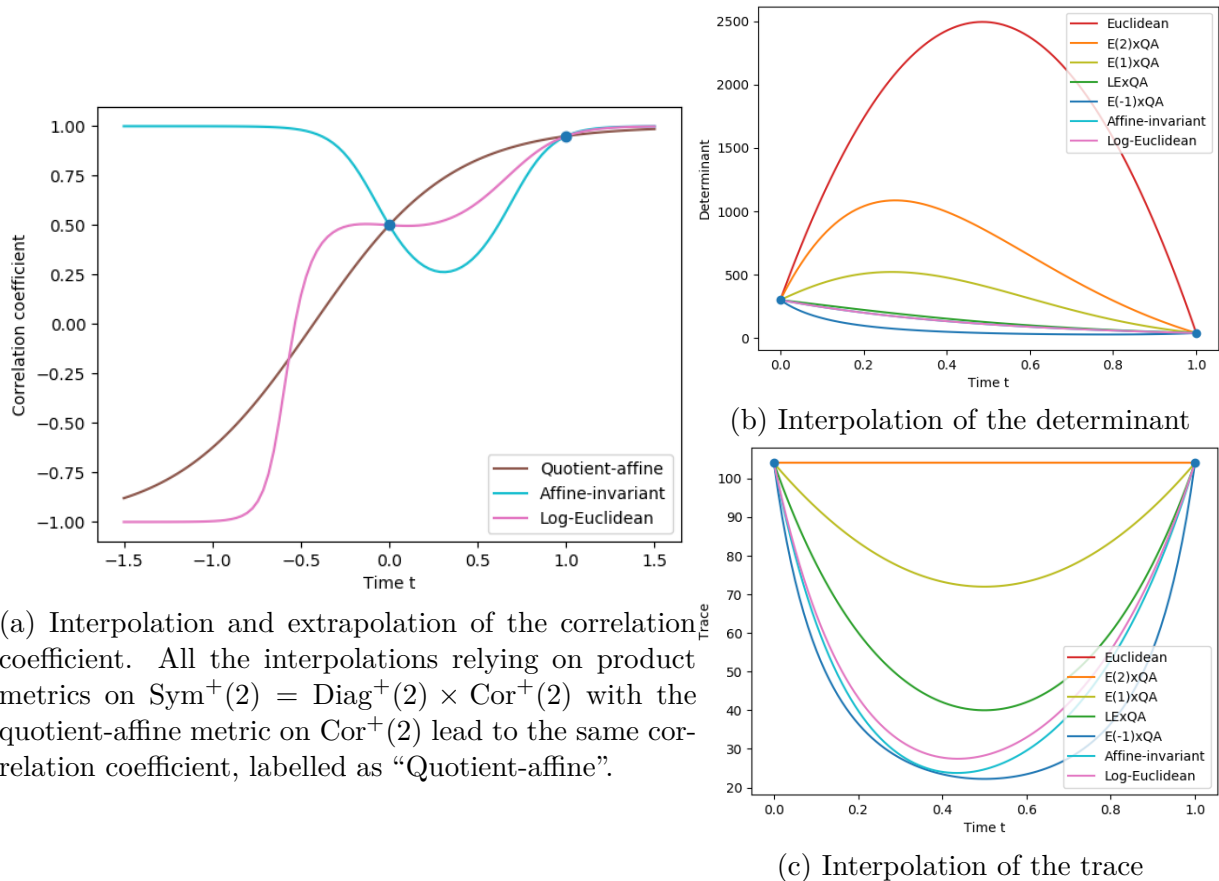 1.00
0.75
0.50
0.25
0.00
−0.25
−0.50
−0.75
−1.00
Correlation coefficient
Quotient-affine
Affine-invariant
Log-Euclidean
−1.5
−1.0
−0.5
0.0
0.5
1.0
1.5
Time t
(a) Interpolation and extrapolation of the correlation
coefficient. All the interpolations relying on product
metrics on Sym⁺(2) = Diag⁺(2) × Cor⁺(2) with the
quotient-affine metric on Cor⁺(2) lead to the same cor-
relation coefficient, labelled as “Quotient-affine”.
2500
2000
1500
1000
500
0
Determinant
Euclidean
E(2)xQA
E(1)xQA
LExQA
E(-1)xQA
Affine-invariant
Log-Euclidean
0.0
0.2
0.4
0.6
0.8
1.0
Time t
(b) Interpolation of the determinant
100
90
80
70
60
50
40
30
20
Trace
Euclidean
E(2)xQA
E(1)xQA
LExQA
E(-1)xQA
Affine-invariant
Log-Euclidean
0.0
0.2
0.4
0.6
0.8
1.0
Time t
(c) Interpolation of the trace